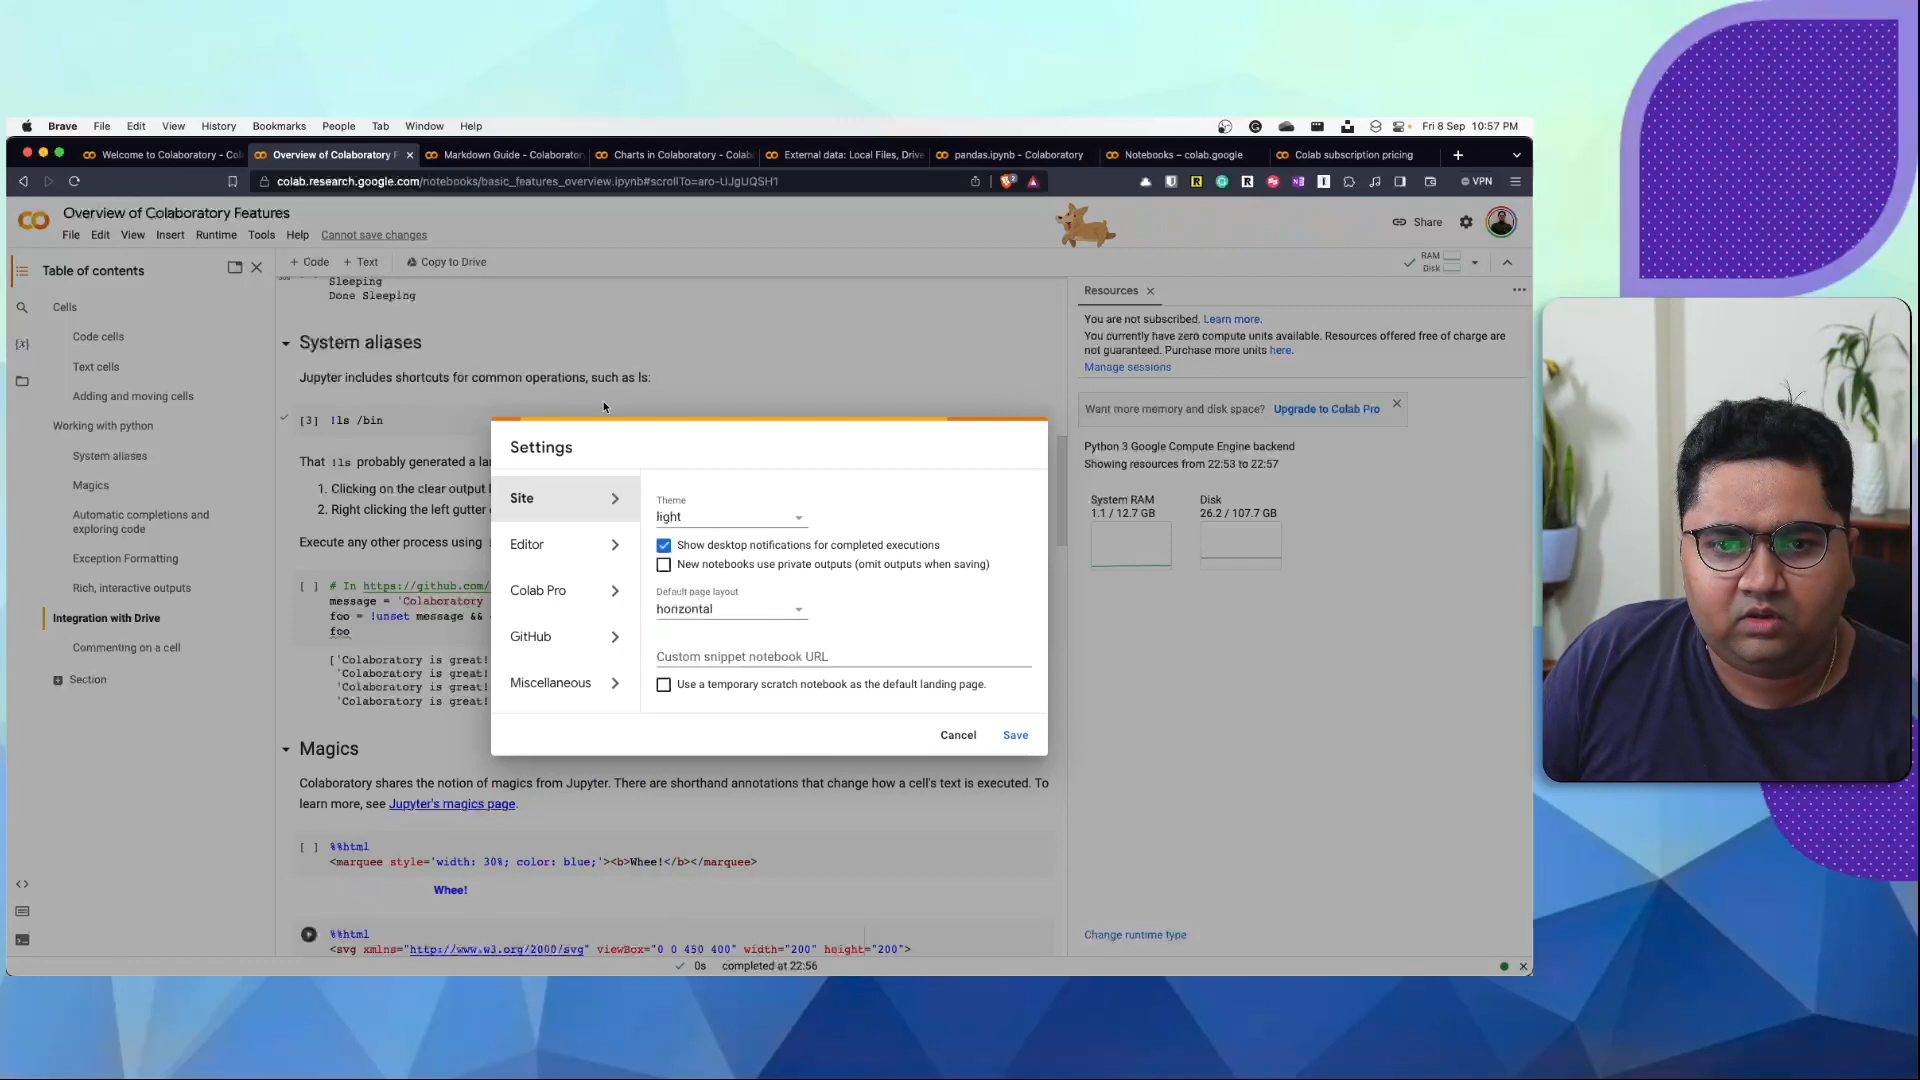 Brave File Edit View History Bookmarks People Tab Window Help
Fri 8 Sep 10:57 PM
Welcome to Colaboratory - Col
Overview of Colaboratory F
Markdown Guide - Colaborator
Charts in Colaboratory - Colab
External data: Local Files, Drive
pandas.ipynb - Colaboratory
Notebooks – colab.google
Colab subscription pricing
colab.research.google.com/notebooks/basic_features_overview.ipynb#scrollTo=aro-UJgUQSH1
VPN
Overview of Colaboratory Features
File Edit View Insert Runtime Tools Help Cannot save changes
Share
Table of contents
Cells
Code cells
Text cells
Adding and moving cells
Working with python
System aliases
Magics
Automatic completions and
exploring code
Exception Formatting
Rich, interactive outputs
Integration with Drive
Commenting on a cell
Section
+ Code + Text Copy to Drive
RAM
Disk
Sleeping
Done Sleeping
System aliases
Jupyter includes shortcuts for common operations, such as ls:
[3] !ls /bin
That !ls probably generated a lar
1. Clicking on the clear output
2. Right clicking the left gutter
Execute any other process using
[ ] # In https://github.com/
message = 'Colaboratory
foo = !unset message &&
foo
['Colaboratory is great!
'Colaboratory is great!
'Colaboratory is great!
'Colaboratory is great!
Magics
Colaboratory shares the notion of magics from Jupyter. There are shorthand annotations that change how a cell's text is executed. To
learn more, see Jupyter's magics page.
[ ] %%html
<marquee style='width: 30%; color: blue;'><b>Whee!</b></marquee>
Whee!
%%html
<svg xmlns="http://www.w3.org/2000/svg" viewBox="0 0 450 400" width="200" height="200">
0s completed at 22:56
Settings
Site
Editor
Colab Pro
GitHub
Miscellaneous
Theme
light
Show desktop notifications for completed executions
New notebooks use private outputs (omit outputs when saving)
Default page layout
horizontal
Custom snippet notebook URL
Use a temporary scratch notebook as the default landing page.
Cancel Save
Resources
You are not subscribed. Learn more.
You currently have zero compute units available. Resources offered free of charge are
not guaranteed. Purchase more units here.
Manage sessions
Want more memory and disk space? Upgrade to Colab Pro
Python 3 Google Compute Engine backend
Showing resources from 22:53 to 22:57
System RAM
1.1 / 12.7 GB
Disk
26.2 / 107.7 GB
Change runtime type